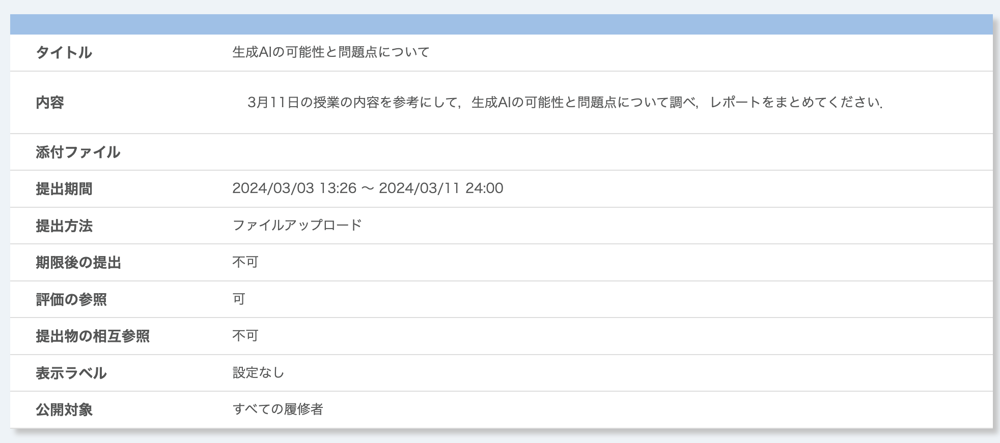 タイトル 生成AIの可能性と問題点について
内容 3月11日の授業の内容を参考にして，生成AIの可能性と問題点について調べ，レポートをまとめてください．
添付ファイル
提出期間 2024/03/03 13:26 〜 2024/03/11 24:00
提出方法 ファイルアップロード
期限後の提出 不可
評価の参照 可
提出物の相互参照 不可
表示ラベル 設定なし
公開対象 すべての履修者